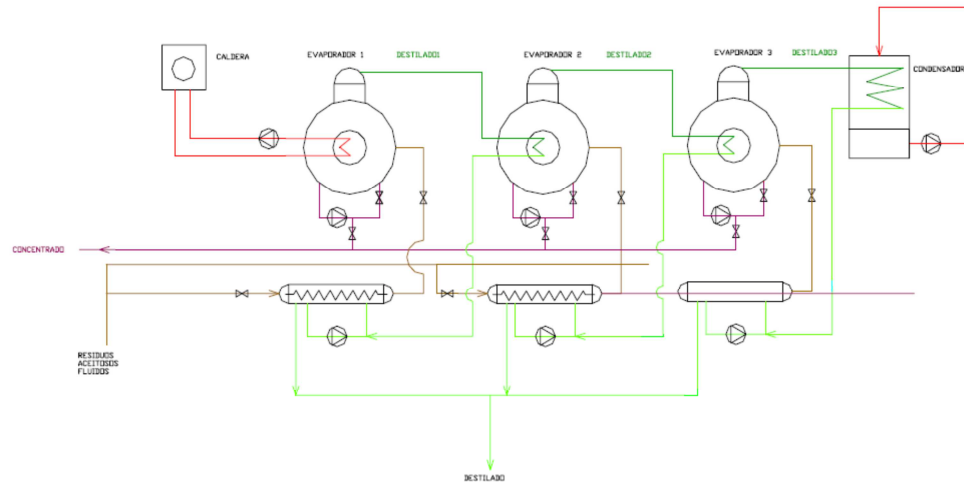 CALDERA
EVAPORADOR 1
DESTILADO1
EVAPORADOR 2
DESTILADO2
EVAPORADOR 3
DESTILADO3
CONDENSADOR
CONCENTRADO
RESIDUOS
ACEITOSOS
FLUIDOS
DESTILADO